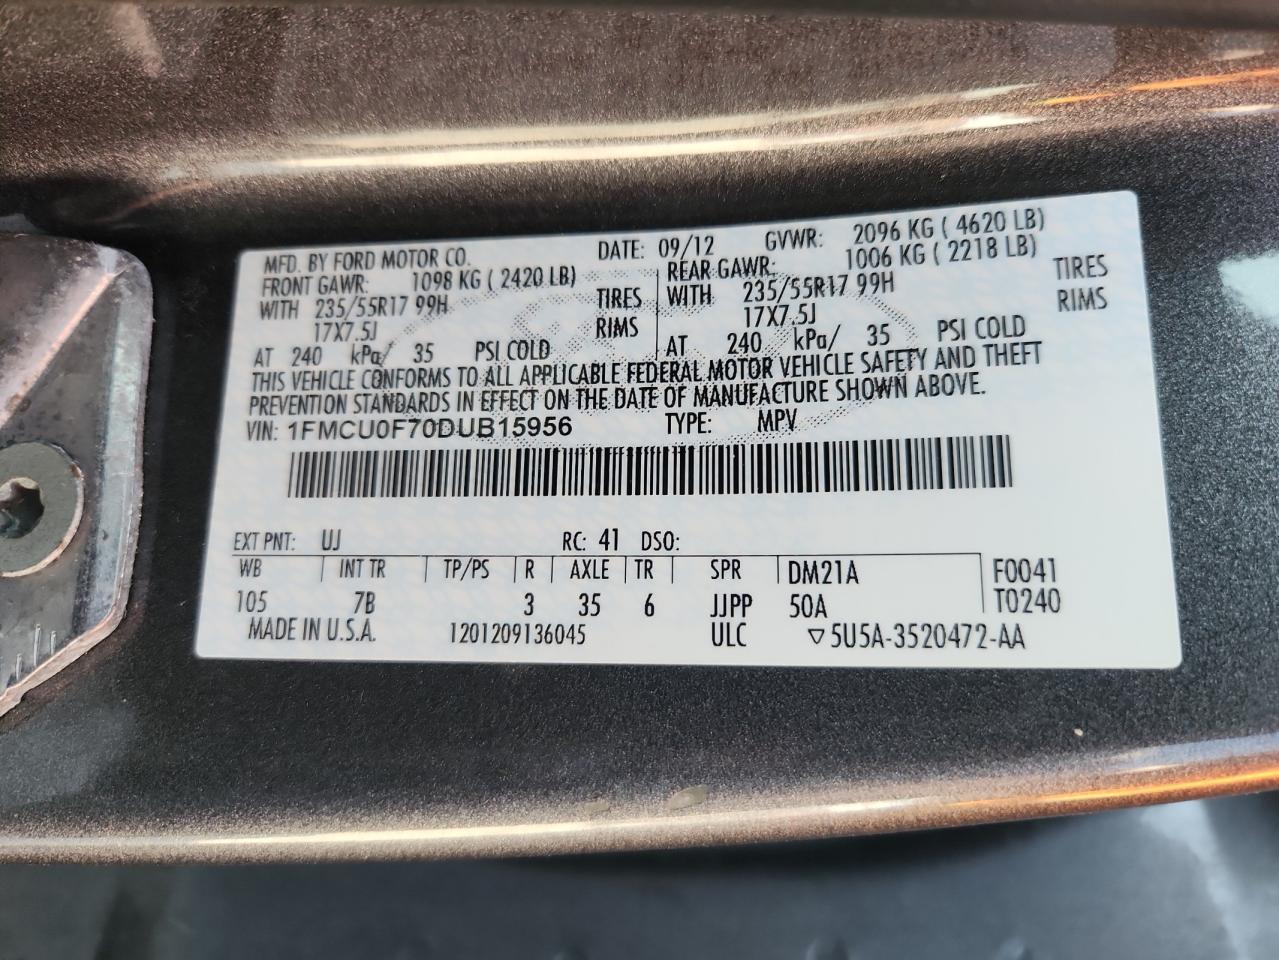 MFD. BY FORD MOTOR CO. DATE: 09/12 GVWR: 2096 KG ( 4620 LB)
FRONT GAWR: 1098 KG ( 2420 LB) REAR GAWR: 1006 KG ( 2218 LB)
WITH 235/55R17 99H TIRES WITH 235/55R17 99H TIRES
17X7.5J RIMS 17X7.5J RIMS
AT 240 kPa/ 35 PSI COLD AT 240 kPa/ 35 PSI COLD
THIS VEHICLE CONFORMS TO ALL APPLICABLE FEDERAL MOTOR VEHICLE SAFETY AND THEFT
PREVENTION STANDARDS IN EFFECT ON THE DATE OF MANUFACTURE SHOWN ABOVE.
VIN: 1FMCU0F70DUB15956 TYPE: MPV
EXT PNT: UJ RC: 41 DSO:
WB INT TR TP/PS R AXLE TR SPR DM21A F0041
105 7B 3 35 6 JJPP 50A T0240
MADE IN U.S.A. 1201209136045 ULC ▽5U5A-3520472-AA